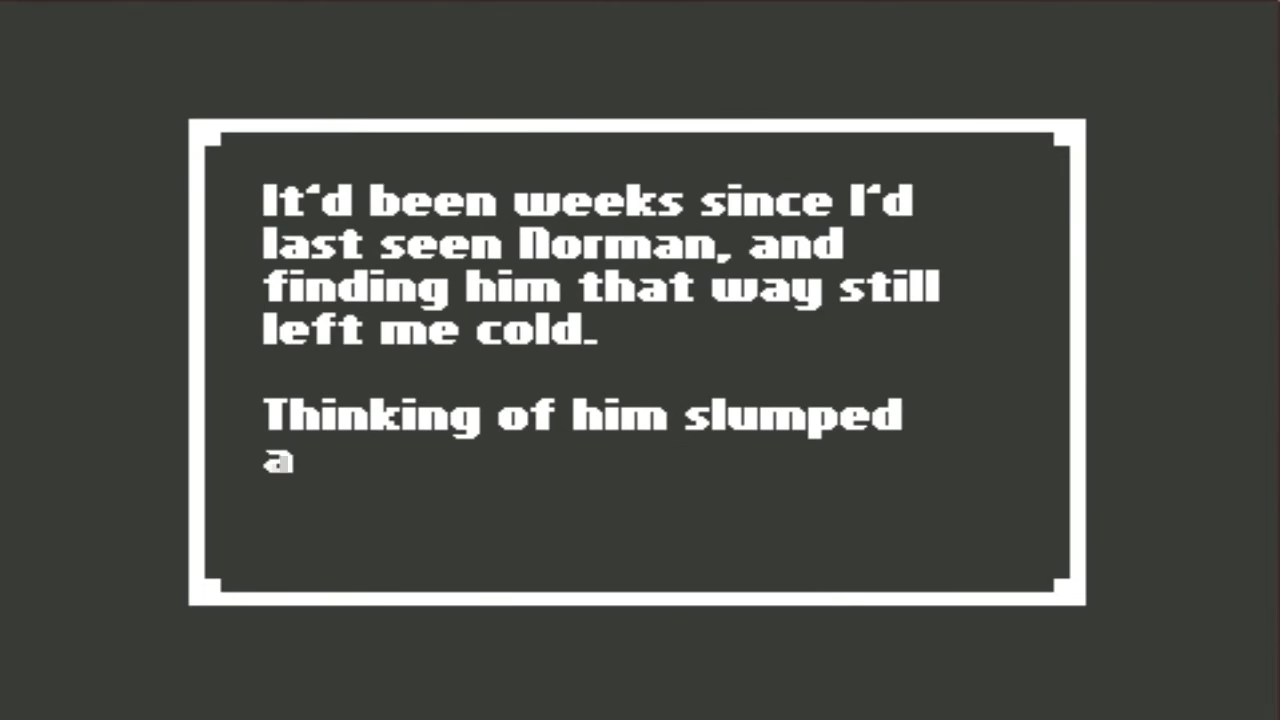 It'd been weeks since I'd
last seen Norman, and
finding him that way still
left me cold.
Thinking of him slumped
a